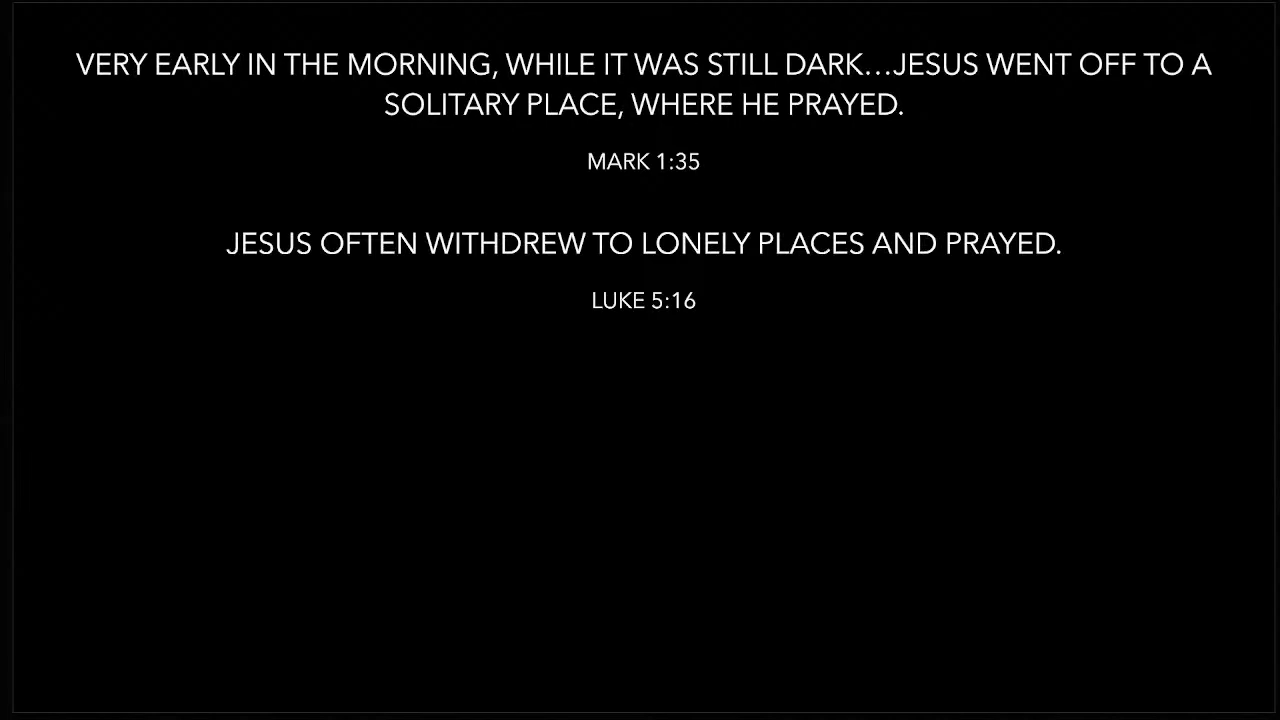 VERY EARLY IN THE MORNING, WHILE IT WAS STILL DARK…JESUS WENT OFF TO A
SOLITARY PLACE, WHERE HE PRAYED.
MARK 1:35
JESUS OFTEN WITHDREW TO LONELY PLACES AND PRAYED.
LUKE 5:16